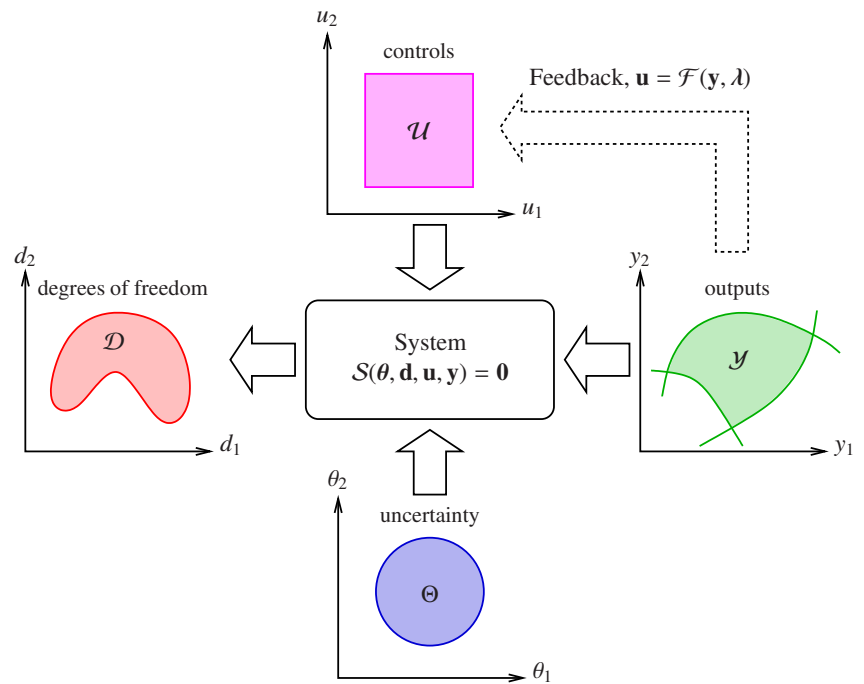 u₂
controls
𝒰
u₁
Feedback, **u** = ℱ(**y**, **λ**)
d₂
degrees of freedom
𝒟
d₁
System
𝒮(**θ**, **d**, **u**, **y**) = **0**
y₂
outputs
𝒴
y₁
θ₂
uncertainty
Θ
θ₁